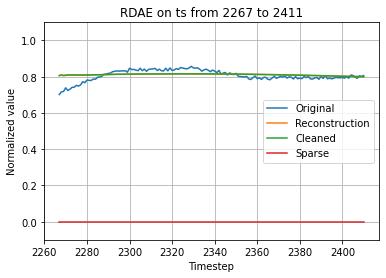 RDAE on ts from 2267 to 2411
Normalized value
1.0
0.8
0.6
0.4
0.2
0.0
Original
Reconstruction
Cleaned
Sparse
2260 2280 2300 2320 2340 2360 2380 2400
Timestep